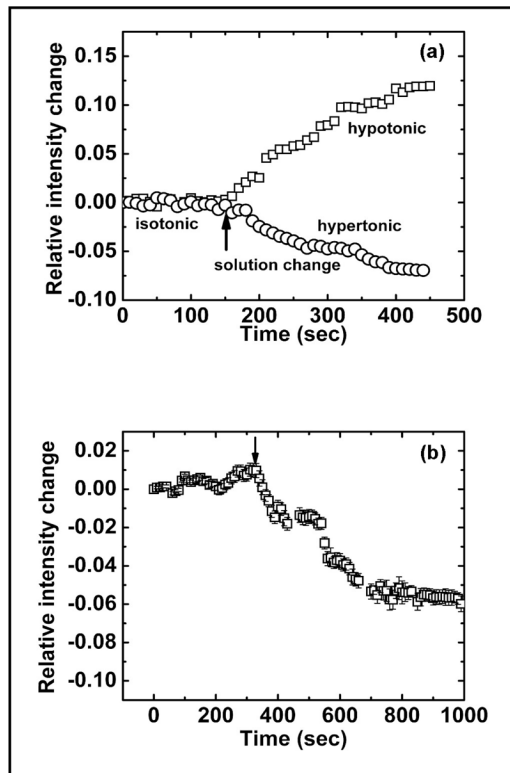 (a)
0.15
0.10
0.05
0.00
-0.05
-0.10
Relative intensity change
hypotonic
isotonic
hypertonic
solution change
0 100 200 300 400 500
Time (sec)
(b)
0.02
0.00
-0.02
-0.04
-0.06
-0.08
-0.10
Relative intensity change
0 200 400 600 800 1000
Time (sec)